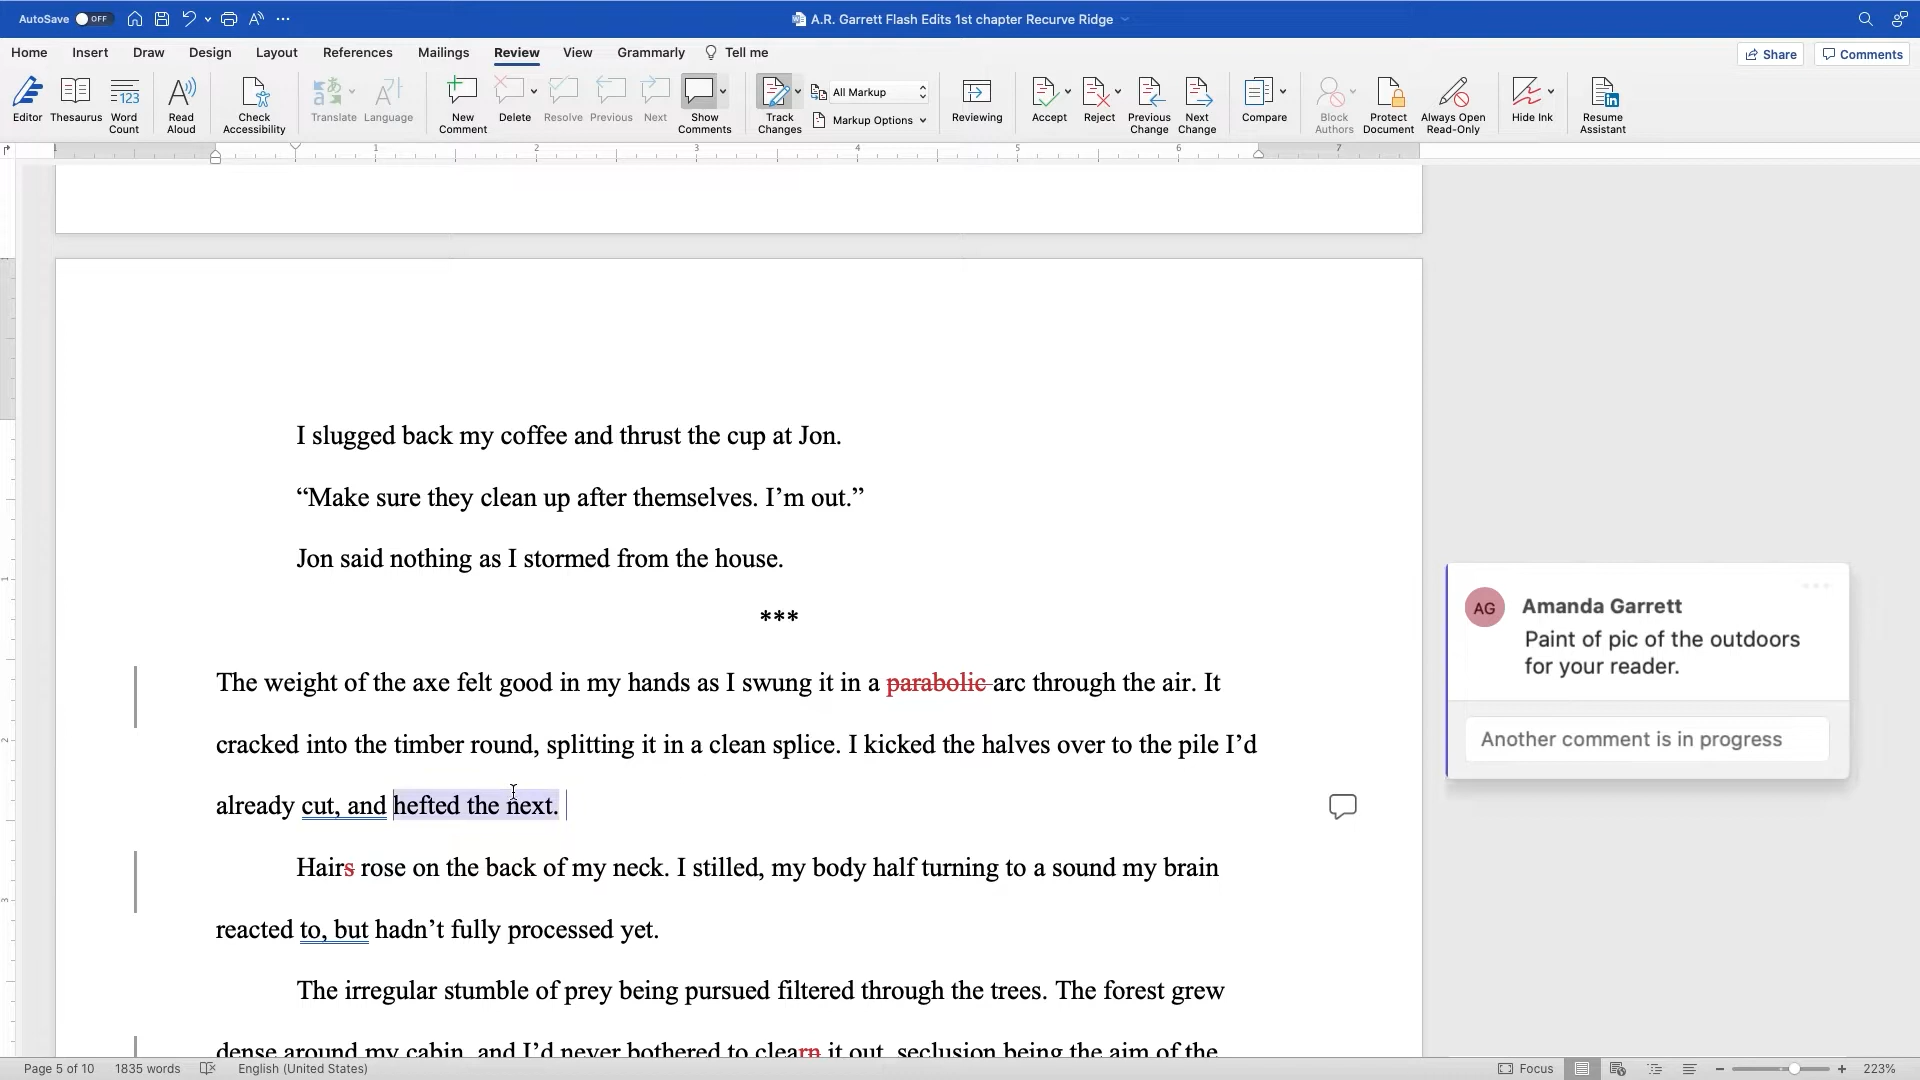 AutoSave OFF A.R. Garrett Flash Edits 1st chapter Recurve Ridge
Home Insert Draw Design Layout References Mailings Review View Grammarly Tell me Share Comments
Editor Thesaurus Word Count Read Aloud Check Accessibility Translate Language New Comment Delete Resolve Previous Next Show Comments Track Changes All Markup Markup Options Reviewing Accept Reject Previous Change Next Change Compare Block Authors Protect Document Always Open Read-Only Hide Ink Resume Assistant
1 1 2 3 4 5 6 7
I slugged back my coffee and thrust the cup at Jon.
“Make sure they clean up after themselves. I’m out.”
Jon said nothing as I stormed from the house.
***
The weight of the axe felt good in my hands as I swung it in a parabolic arc through the air. It
cracked into the timber round, splitting it in a clean splice. I kicked the halves over to the pile I’d
already cut, and hefted the next.
Hairs rose on the back of my neck. I stilled, my body half turning to a sound my brain
reacted to, but hadn’t fully processed yet.
The irregular stumble of prey being pursued filtered through the trees. The forest grew
dense around my cabin, and I’d never bothered to clearn it out, seclusion being the aim of the
AG Amanda Garrett
Paint of pic of the outdoors
for your reader.
Another comment is in progress
1
2
3
Page 5 of 10 1835 words English (United States) Focus 223%